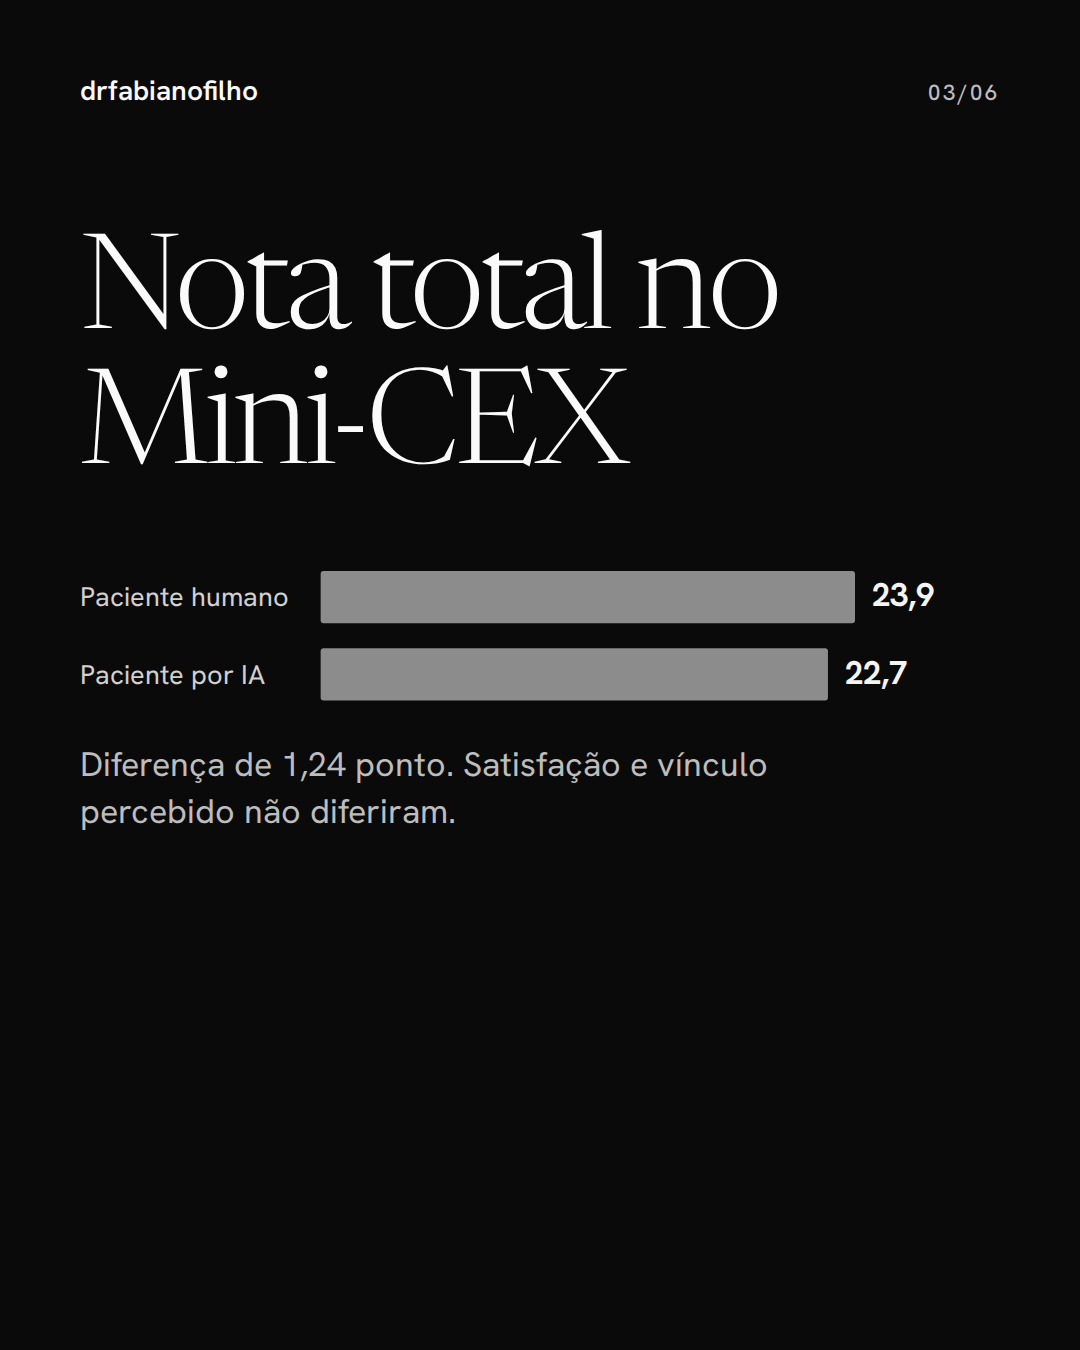 drfabianofilho
03/06
Nota total no
Mini-CEX
Paciente humano 23,9
Paciente por IA 22,7
Diferença de 1,24 ponto. Satisfação e vínculo
percebido não diferiram.